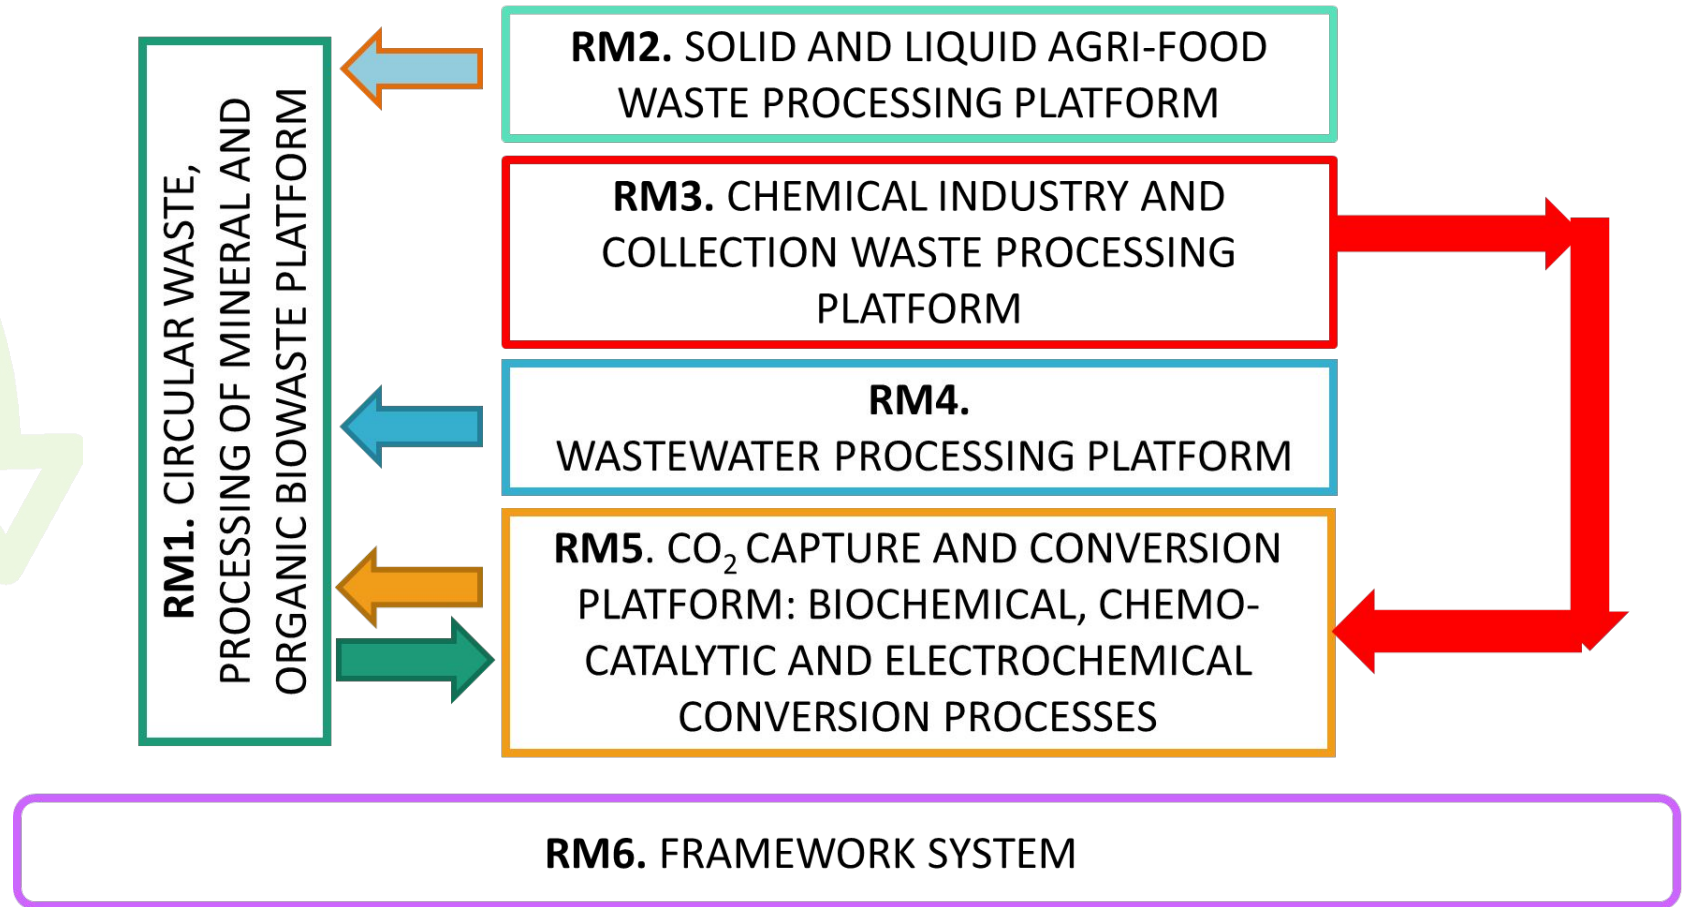 RM1. CIRCULAR WASTE,
PROCESSING OF MINERAL AND
ORGANIC BIOWASTE PLATFORM
RM2. SOLID AND LIQUID AGRI-FOOD
WASTE PROCESSING PLATFORM
RM3. CHEMICAL INDUSTRY AND
COLLECTION WASTE PROCESSING
PLATFORM
RM4.
WASTEWATER PROCESSING PLATFORM
RM5. CO₂ CAPTURE AND CONVERSION
PLATFORM: BIOCHEMICAL, CHEMO-
CATALYTIC AND ELECTROCHEMICAL
CONVERSION PROCESSES
RM6. FRAMEWORK SYSTEM